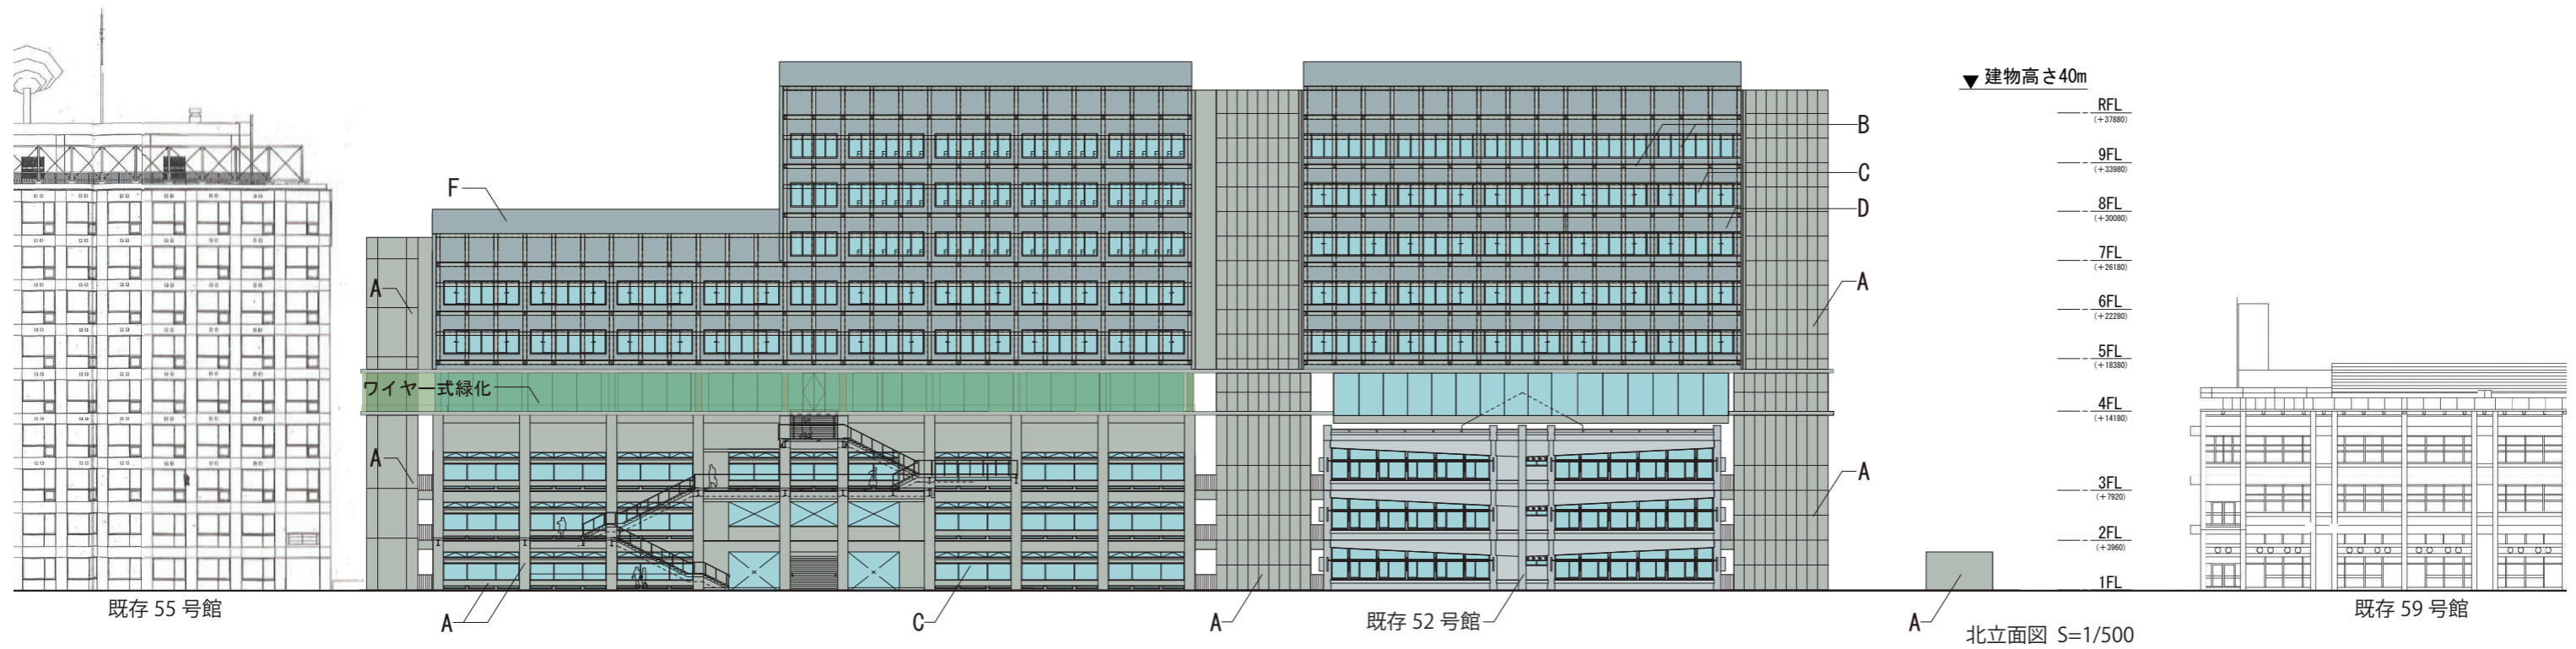 建物高さ40m
RFL
(+37880)
B
9FL
(+33980)
C
F
8FL
(+30080)
D
7FL
(+26180)
A
A
6FL
(+22280)
5FL
(+18380)
ワイヤー式緑化
4FL
(+14180)
A
A
3FL
(+7920)
2FL
(+3960)
1FL
既存 55 号館
A
C
A
既存 52 号館
A
既存 59 号館
北立面図 S=1/500